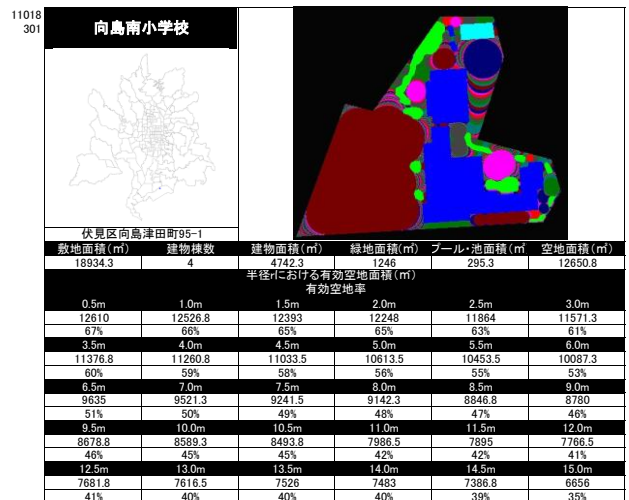 11018
301
向島南小学校
伏見区向島津田町95-1
敷地面積(㎡) 建物棟数 建物面積(㎡) 緑地面積(㎡) プール・池面積(㎡ 空地面積(㎡)
18934.3 4 4742.3 1246 295.3 12650.8
半径rにおける有効空地面積(㎡)
有効空地率
0.5m 1.0m 1.5m 2.0m 2.5m 3.0m
12610 12526.8 12393 12248 11864 11571.3
67% 66% 65% 65% 63% 61%
3.5m 4.0m 4.5m 5.0m 5.5m 6.0m
11376.8 11260.8 11033.5 10613.5 10453.5 10087.3
60% 59% 58% 56% 55% 53%
6.5m 7.0m 7.5m 8.0m 8.5m 9.0m
9635 9521.3 9241.5 9142.3 8846.8 8780
51% 50% 49% 48% 47% 46%
9.5m 10.0m 10.5m 11.0m 11.5m 12.0m
8678.8 8589.3 8493.8 7986.5 7895 7766.5
46% 45% 45% 42% 42% 41%
12.5m 13.0m 13.5m 14.0m 14.5m 15.0m
7681.8 7616.5 7526 7483 7386.8 6656
41% 40% 40% 40% 39% 35%